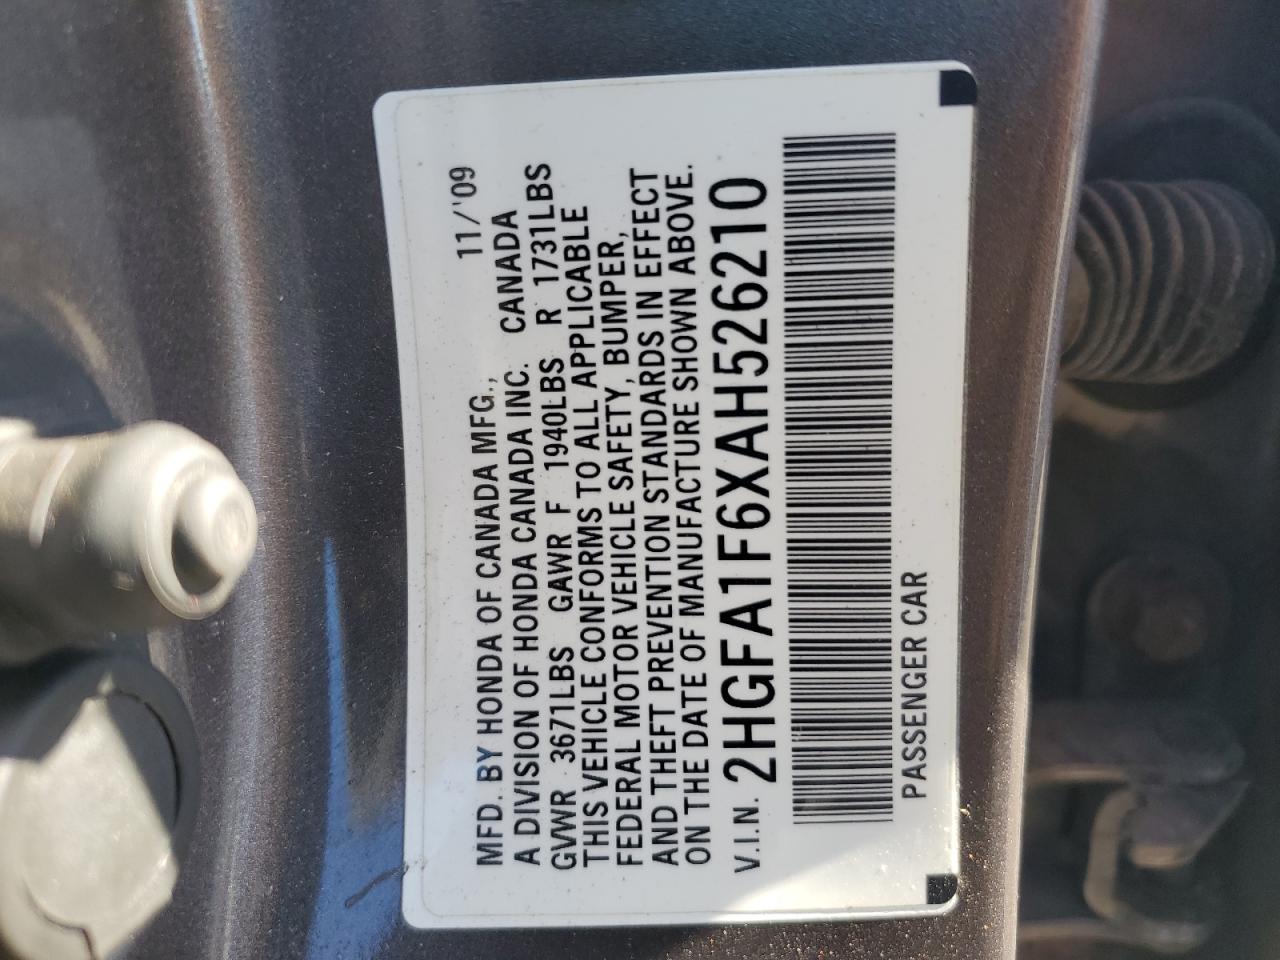 MFD. BY HONDA OF CANADA MFG., 11/'09
A DIVISION OF HONDA CANADA INC. CANADA
GVWR 3671LBS GAWR F 1940LBS R 1731LBS
THIS VEHICLE CONFORMS TO ALL APPLICABLE
FEDERAL MOTOR VEHICLE SAFETY, BUMPER,
AND THEFT PREVENTION STANDARDS IN EFFECT
ON THE DATE OF MANUFACTURE SHOWN ABOVE.
V.I.N. 2HGFA1F6XAH526210
PASSENGER CAR